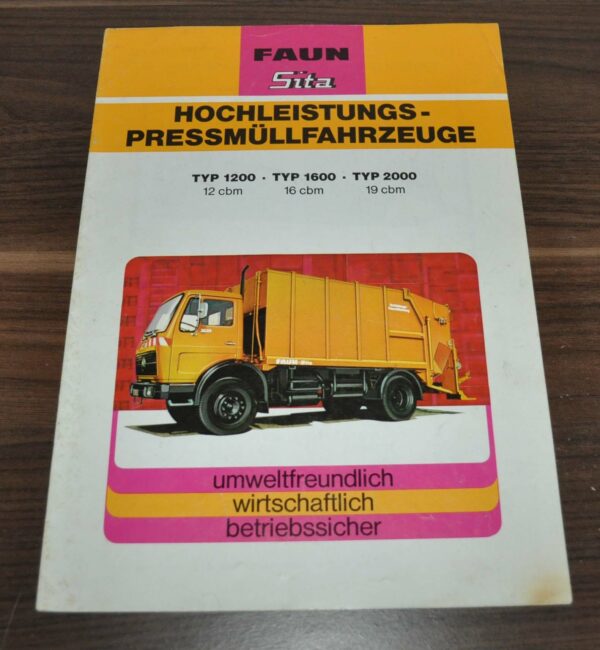 FAUN
Sita
HOCHLEISTUNGS-
PRESSMÜLLFAHRZEUGE
TYP 1200 · TYP 1600 · TYP 2000
12 cbm 16 cbm 19 cbm
FAUN-Sita
umweltfreundlich
wirtschaftlich
betriebssicher